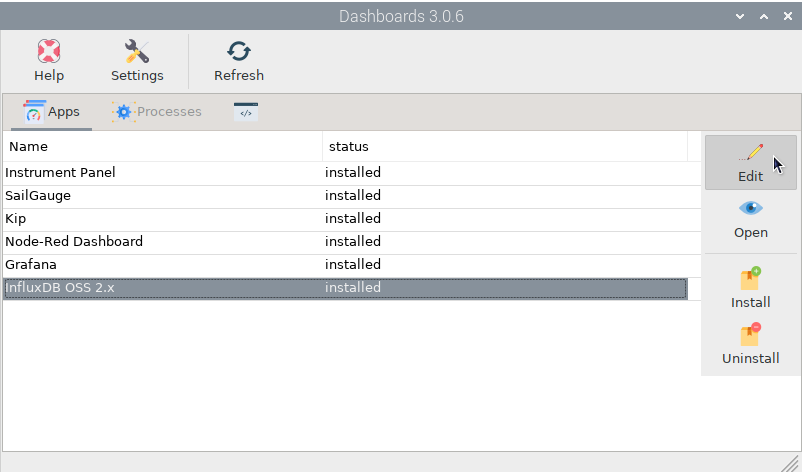 Dashboards 3.0.6
Help Settings Refresh
Apps Processes </>
Name status
Instrument Panel installed
SailGauge installed
Kip installed
Node-Red Dashboard installed
Grafana installed
InfluxDB OSS 2.x installed
Edit
Open
Install
Uninstall